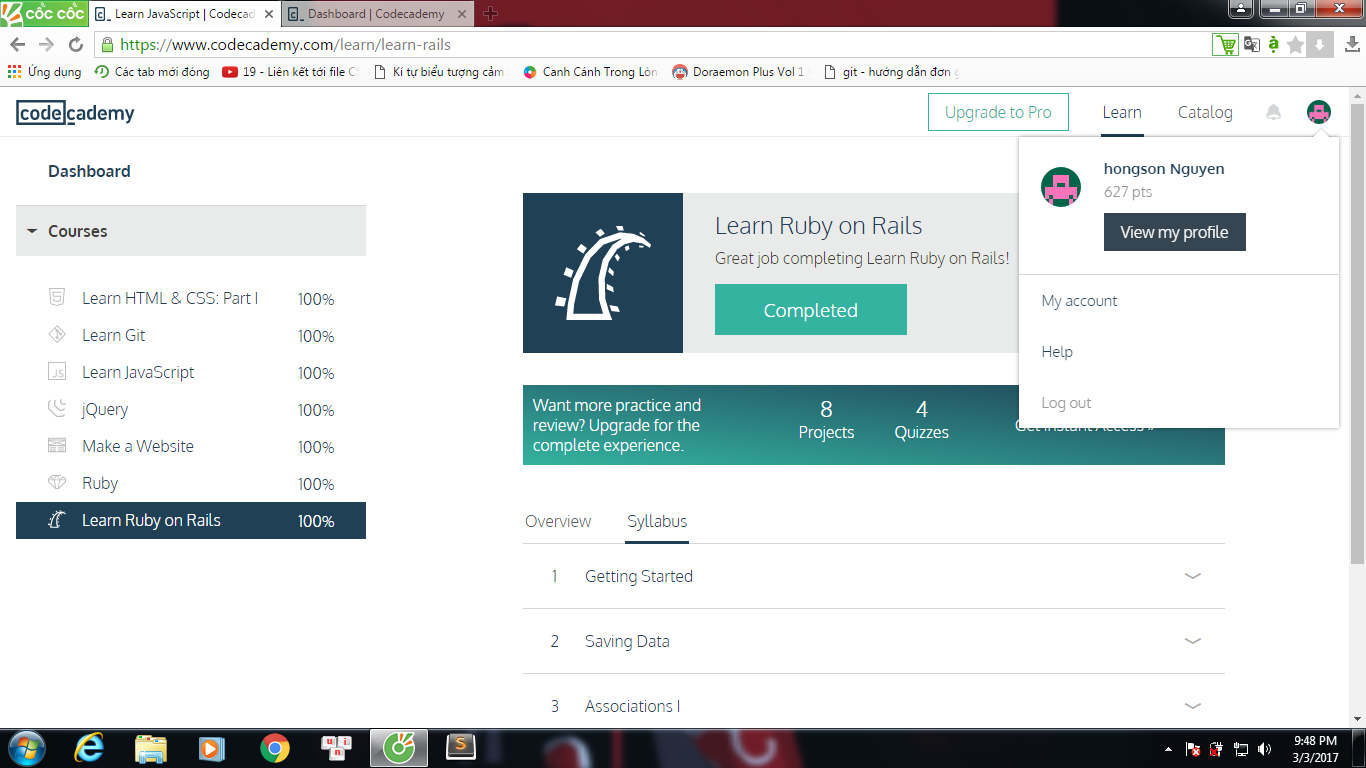 CỐC CỐC
Learn JavaScript | Codecad
Dashboard | Codecademy
https://www.codecademy.com/learn/learn-rails
Ứng dụng
Các tab mới đóng
19 - Liên kết tới file CS
Kí tự biểu tượng cảm
Canh Cánh Trong Lòn
Doraemon Plus Vol 1
git - hướng dẫn đơn g
codecademy
Upgrade to Pro
Learn
Catalog
hongson Nguyen
627 pts
View my profile
My account
Help
Log out
Dashboard
Courses
Learn HTML & CSS: Part I 100%
Learn Git 100%
Learn JavaScript 100%
jQuery 100%
Make a Website 100%
Ruby 100%
Learn Ruby on Rails 100%
Learn Ruby on Rails
Great job completing Learn Ruby on Rails!
Completed
Want more practice and
review? Upgrade for the
complete experience.
8
Projects
4
Quizzes
Get Instant Access »
Overview
Syllabus
1 Getting Started
2 Saving Data
3 Associations I
9:48 PM
3/3/2017